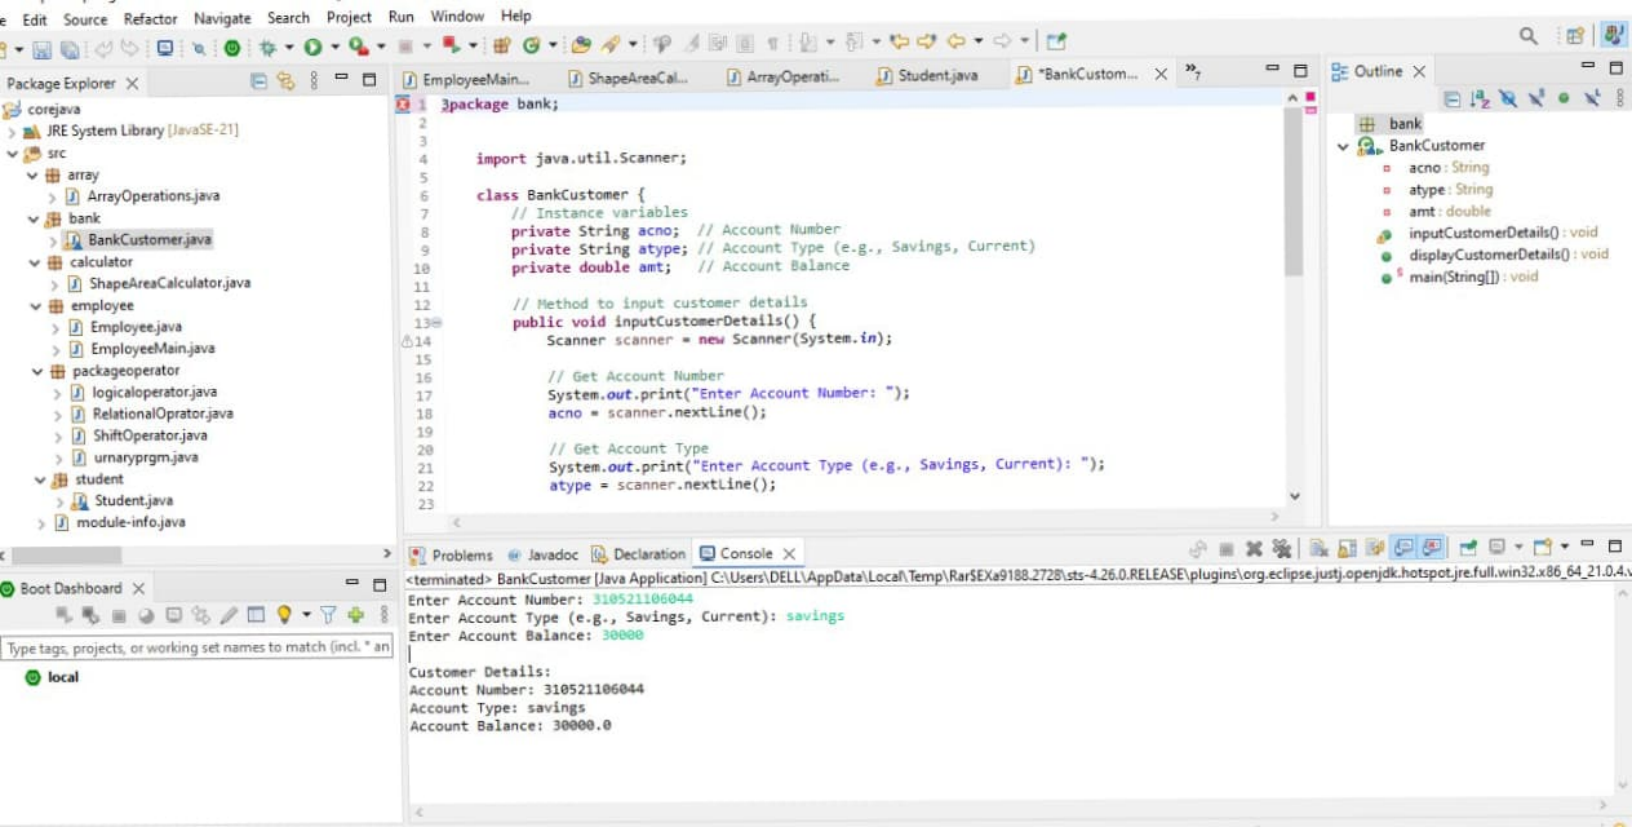 e Edit Source Refactor Navigate Search Project Run Window Help
Package Explorer
corejava
JRE System Library [JavaSE-21]
src
array
ArrayOperations.java
bank
BankCustomer.java
calculator
ShapeAreaCalculator.java
employee
Employee.java
EmployeeMain.java
packageoperator
logicaloperator.java
RelationalOprator.java
ShiftOperator.java
urnaryprgm.java
student
Student.java
module-info.java
Boot Dashboard
Type tags, projects, or working set names to match (incl. * an
local
EmployeeMain... ShapeAreaCal... ArrayOperati... Student.java *BankCustom... »7
1 3package bank;
2
3
4 import java.util.Scanner;
5
6 class BankCustomer {
7 // Instance variables
8 private String acno; // Account Number
9 private String atype; // Account Type (e.g., Savings, Current)
10 private double amt; // Account Balance
11
12 // Method to input customer details
13 public void inputCustomerDetails() {
14 Scanner scanner = new Scanner(System.in);
15
16 // Get Account Number
17 System.out.print("Enter Account Number: ");
18 acno = scanner.nextLine();
19
20 // Get Account Type
21 System.out.print("Enter Account Type (e.g., Savings, Current): ");
22 atype = scanner.nextLine();
23
Outline
bank
BankCustomer
acno : String
atype : String
amt : double
inputCustomerDetails() : void
displayCustomerDetails() : void
main(String[]) : void
Problems Javadoc Declaration Console
<terminated> BankCustomer [Java Application] C:\Users\DELL\AppData\Local\Temp\Rar$EXa9188.2728\sts-4.26.0.RELEASE\plugins\org.eclipse.justj.openjdk.hotspot.jre.full.win32.x86_64_21.0.4.v
Enter Account Number: 310521106044
Enter Account Type (e.g., Savings, Current): savings
Enter Account Balance: 30000
Customer Details:
Account Number: 310521106044
Account Type: savings
Account Balance: 30000.0